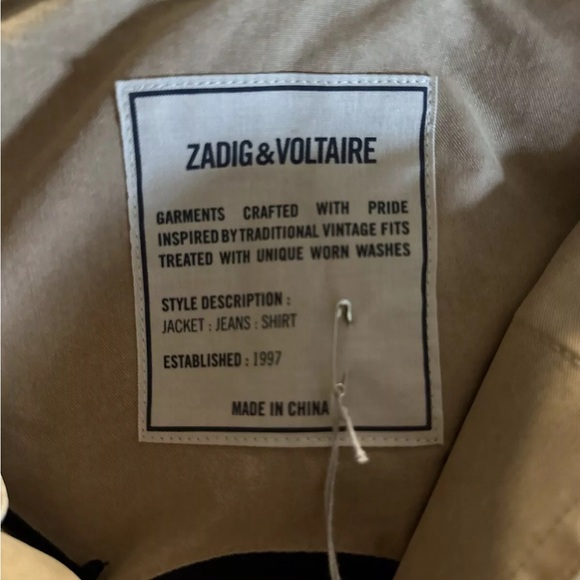 ZADIG&VOLTAIRE
GARMENTS CRAFTED WITH PRIDE
INSPIRED BY TRADITIONAL VINTAGE FITS
TREATED WITH UNIQUE WORN WASHES
STYLE DESCRIPTION :
JACKET : JEANS : SHIRT
ESTABLISHED : 1997
MADE IN CHINA